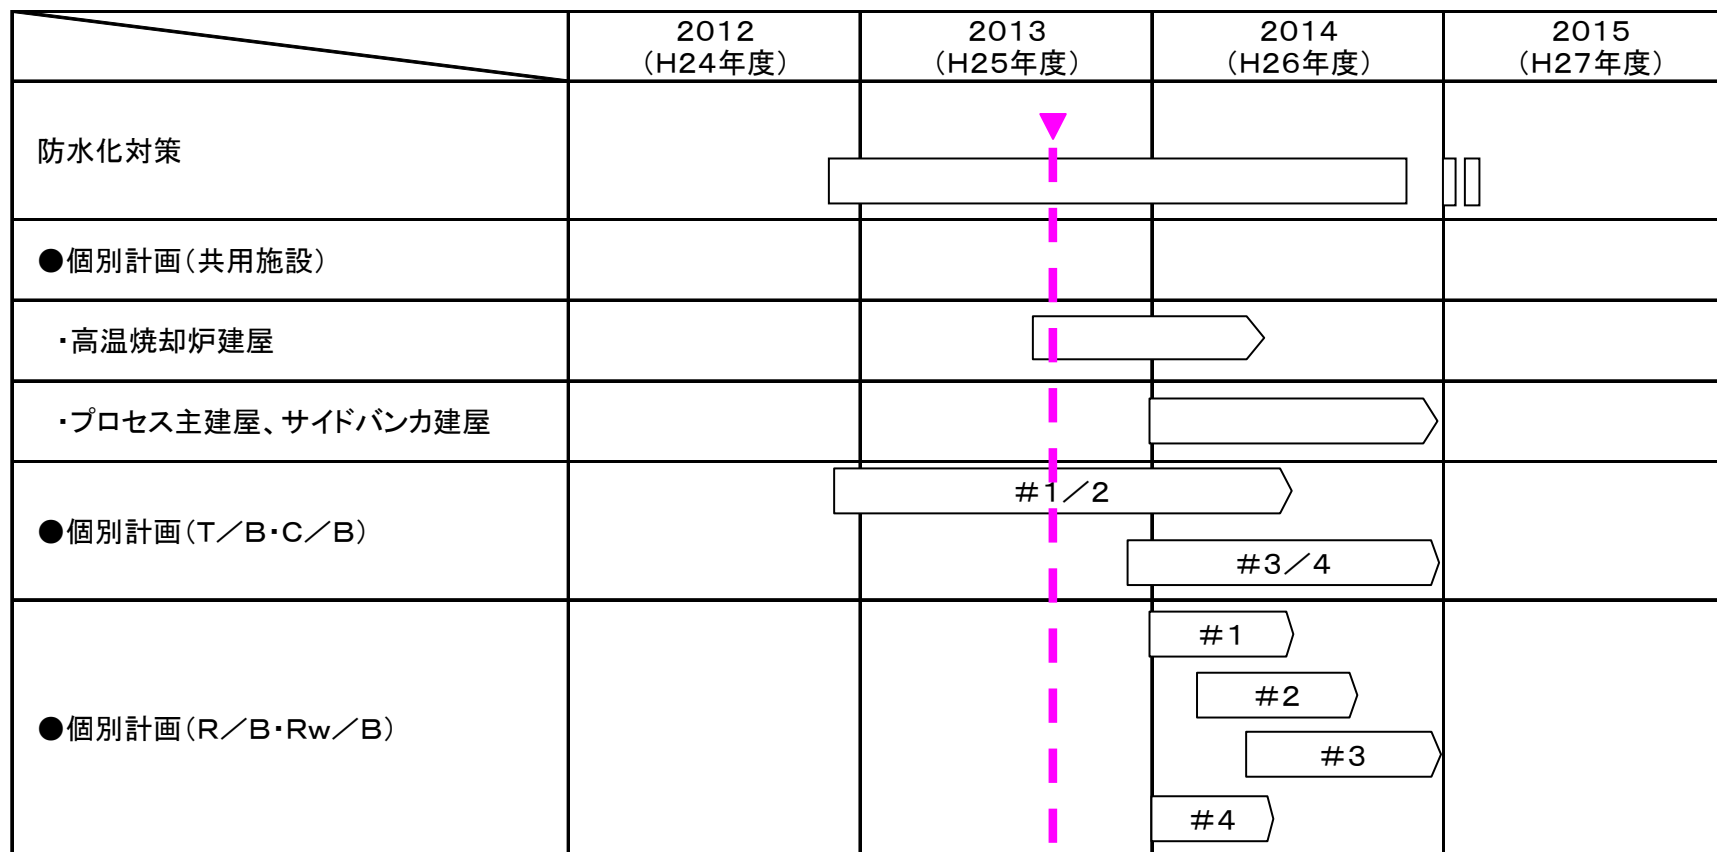 2012
（H24年度）
2013
（H25年度）
2014
（H26年度）
2015
（H27年度）
防水化対策
●個別計画（共用施設）
・高温焼却炉建屋
・プロセス主建屋、サイドバンカ建屋
●個別計画（T／B・C／B）
＃1／2
＃3／4
●個別計画（R／B・Rw／B）
＃1
＃2
＃3
＃4